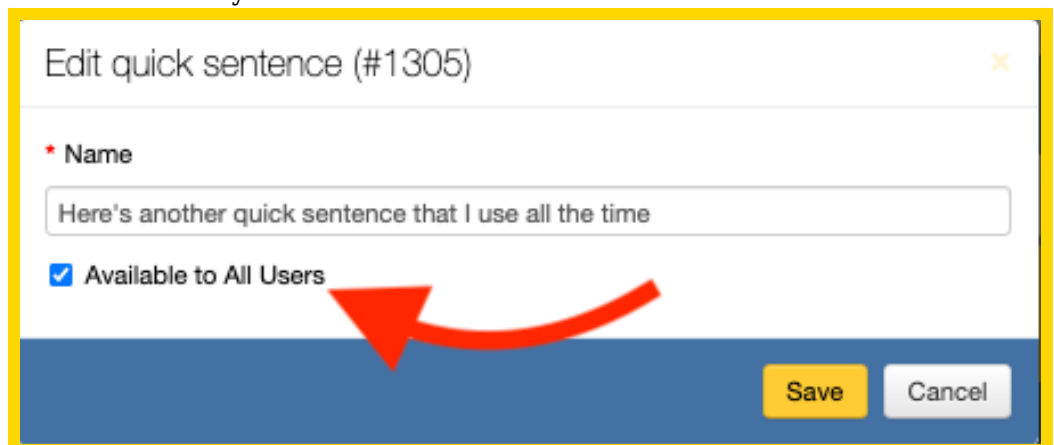 Edit quick sentence (#1305)
×
* Name
Here's another quick sentence that I use all the time
Available to All Users
Save
Cancel